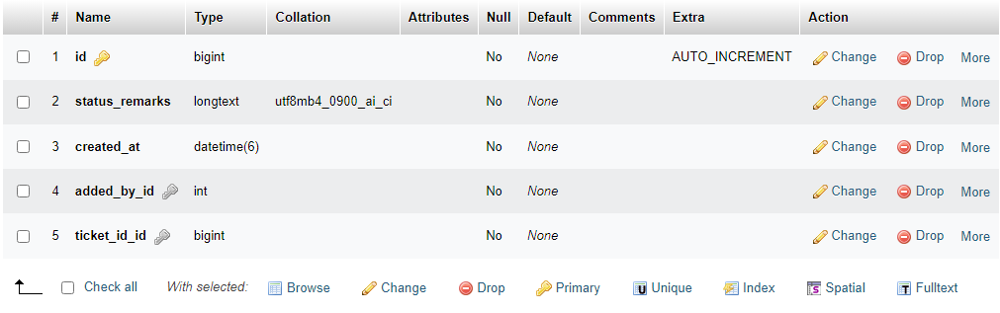 # Name Type Collation Attributes Null Default Comments Extra Action
1 id bigint No None AUTO_INCREMENT Change Drop More
2 status_remarks longtext utf8mb4_0900_ai_ci No None Change Drop More
3 created_at datetime(6) No None Change Drop More
4 added_by_id int No None Change Drop More
5 ticket_id_id bigint No None Change Drop More
Check all With selected: Browse Change Drop Primary Unique Index Spatial Fulltext